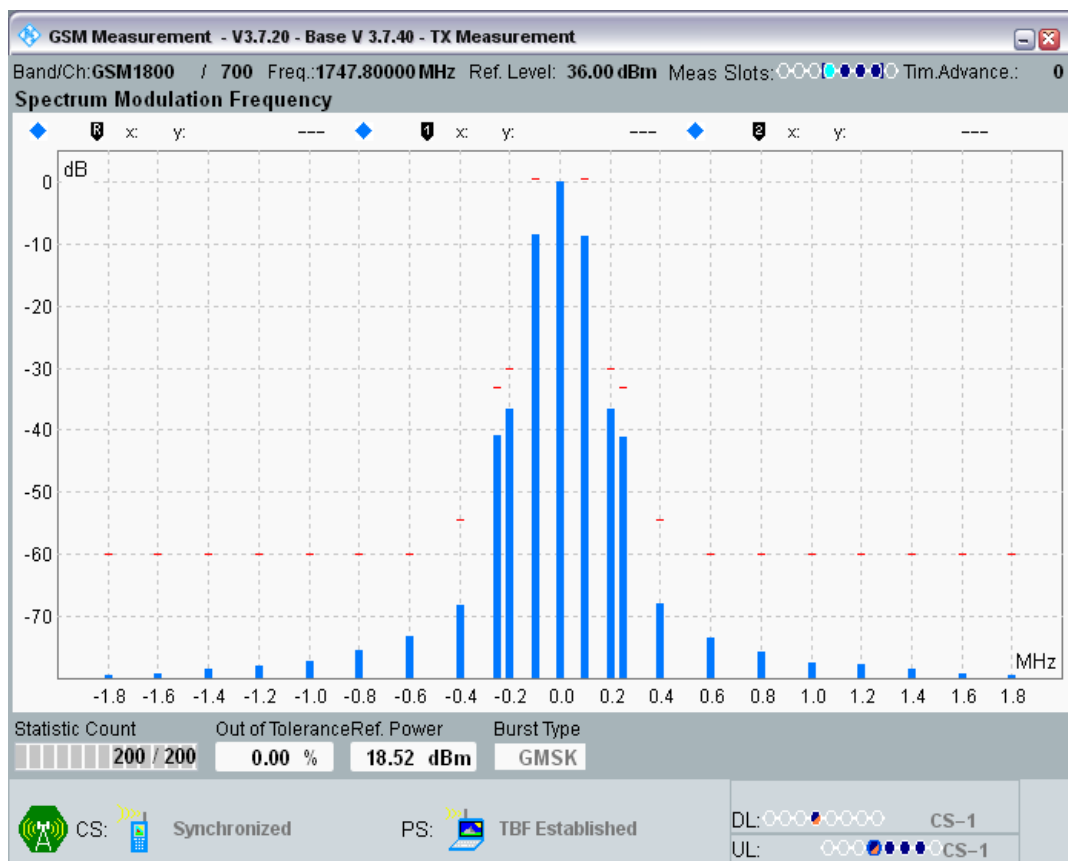 GSM Measurement - V3.7.20 - Base V 3.7.40 - TX Measurement
Band/Ch:GSM1800 / 700 Freq.:1747.80000 MHz Ref. Level: 36.00 dBm Meas Slots: Tim.Advance.: 0
Spectrum Modulation Frequency
R x: y: --- 1 x: y: --- 2 x: y: ---
dB
0
-10
-20
-30
-40
-50
-60
-70
MHz
-1.8 -1.6 -1.4 -1.2 -1.0 -0.8 -0.6 -0.4 -0.2 0.0 0.2 0.4 0.6 0.8 1.0 1.2 1.4 1.6 1.8
Statistic Count Out of Tolerance Ref. Power Burst Type
200 / 200 0.00 % 18.52 dBm GMSK
CS: Synchronized PS: TBF Established
DL: CS-1
UL: CS-1